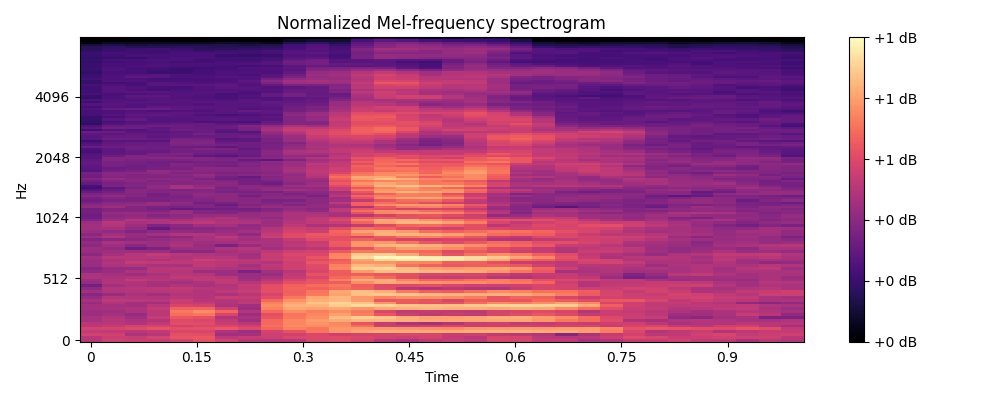 Normalized Mel-frequency spectrogram
Hz
4096
2048
1024
512
0
0 0.15 0.3 0.45 0.6 0.75 0.9
Time
+1 dB
+1 dB
+1 dB
+0 dB
+0 dB
+0 dB